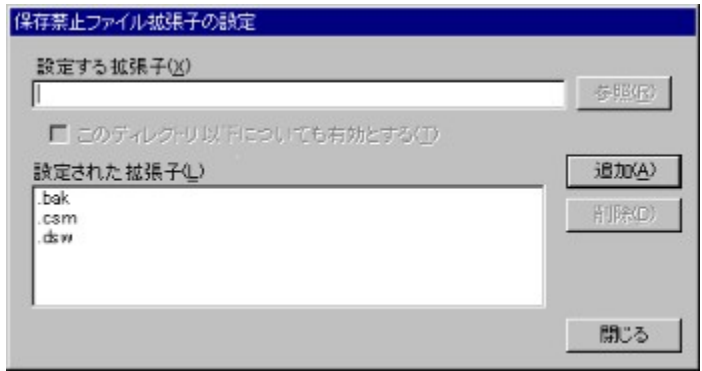 保存禁止ファイル拡張子の設定
設定する拡張子(X)
参照(R)
このディレクトリ以下についても有効とする(T)
設定された拡張子(L)
追加(A)
.bak
.csm
.dsw
削除(D)
閉じる